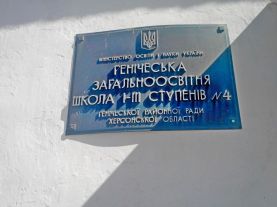 МІНІСТЕРСТВО ОСВІТИ І НАУКИ УКРАЇНИ
ГЕНІЧЕСЬКА
ЗАГАЛЬНООСВІТНЯ
ШКОЛА І-ІІІ СТУПЕНІВ №4
ГЕНІЧЕСЬКОЇ РАЙОННОЇ РАДИ
ХЕРСОНСЬКОЇ ОБЛАСТІ